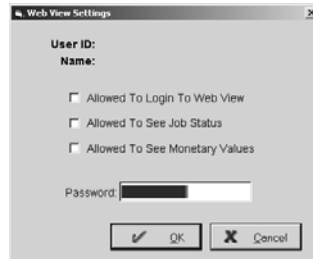 Web View Settings
User ID:
Name:
Allowed To Login To Web View
Allowed To See Job Status
Allowed To See Monetary Values
Password:
OK Cancel